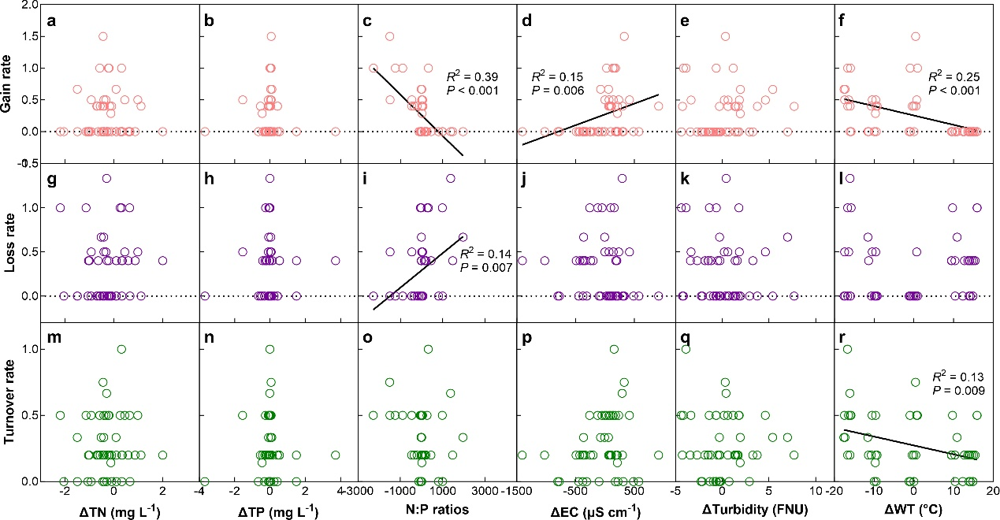 a b c d e f
2.0
1.5
1.0
0.5
0.0
-0.5
Gain rate
R² = 0.39
P < 0.001
R² = 0.15
P = 0.006
R² = 0.25
P < 0.001
g h i j k l
1.0
0.5
0.0
Loss rate
R² = 0.14
P = 0.007
m n o p q r
1.0
0.5
0.0
Turnover rate
R² = 0.13
P = 0.009
-2 0 2 -4 -2 0 2 4 -3000 -1000 1000 3000 -1500 -500 500 -5 0 5 10 -20 -10 0 10 20
ΔTN (mg L⁻¹) ΔTP (mg L⁻¹) N:P ratios ΔEC (µS cm⁻¹) ΔTurbidity (FNU) ΔWT (°C)